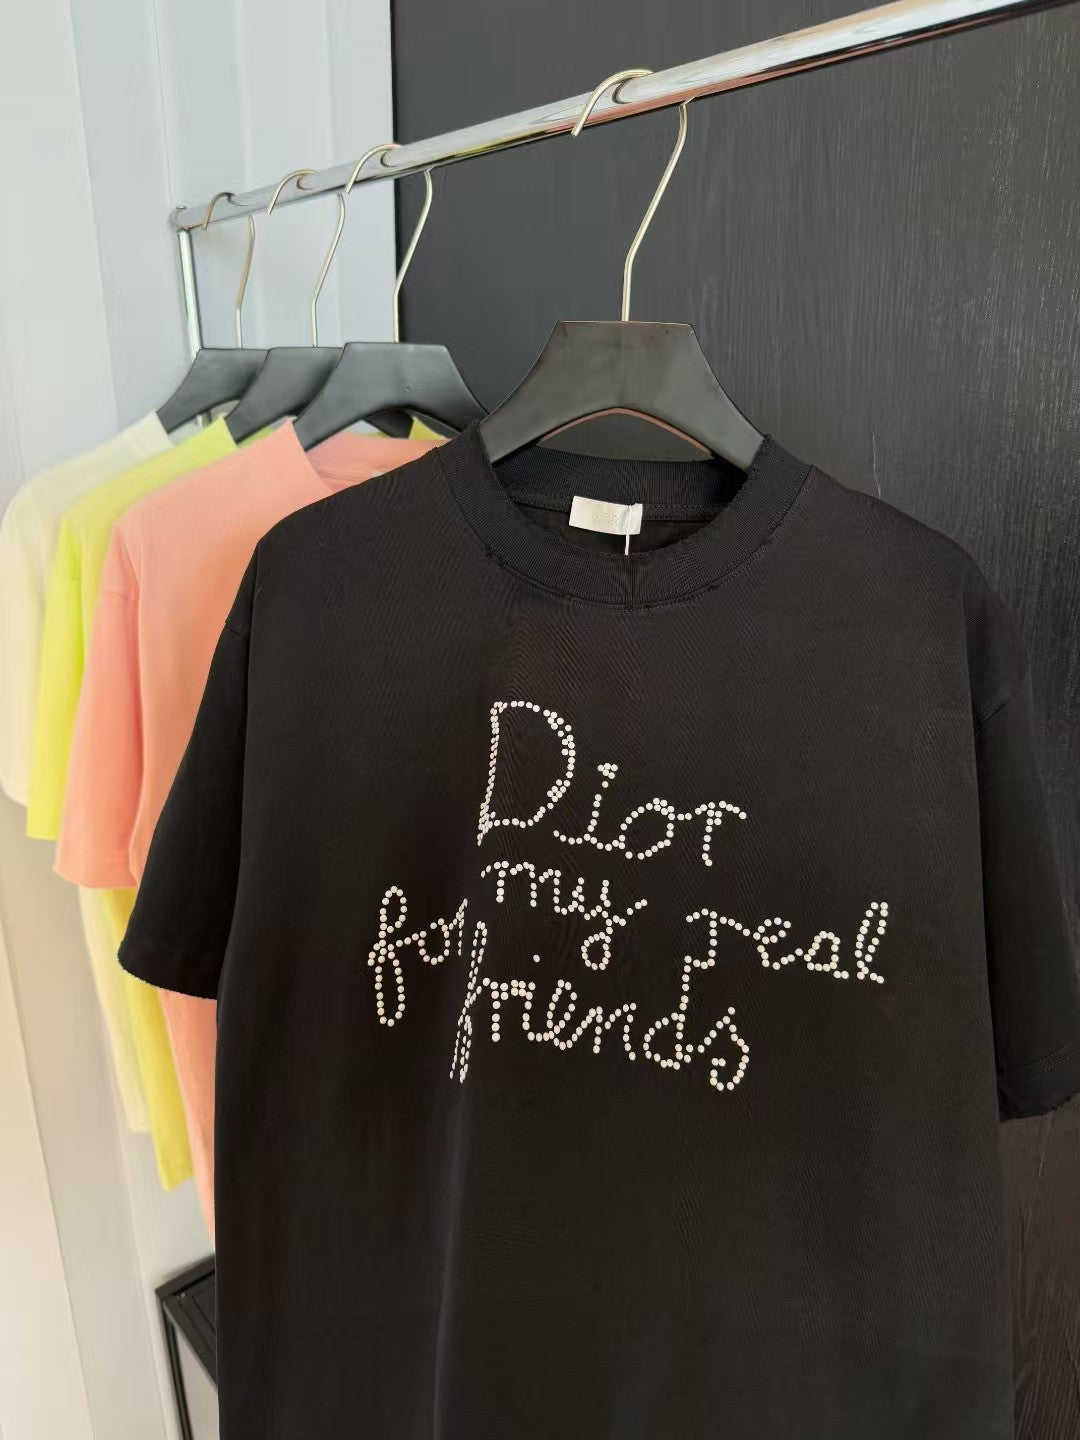 Dior
for my real
friends